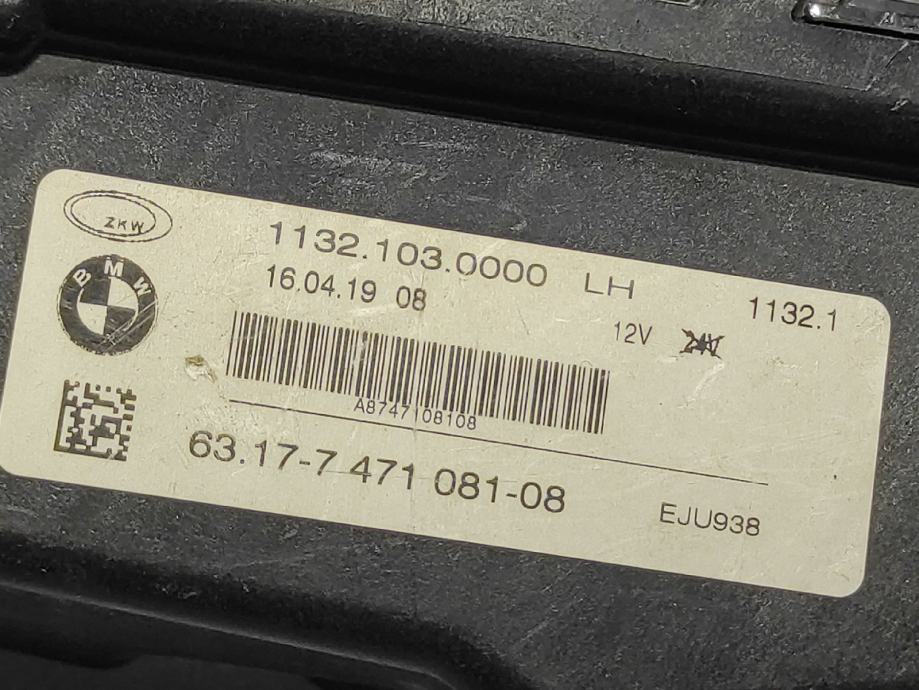 ZKW
BMW
1132.103.0000 LH
1132.1
16.04.19 08
12V 24V
A8747108108
63.17-7 471 081-08
EJU938